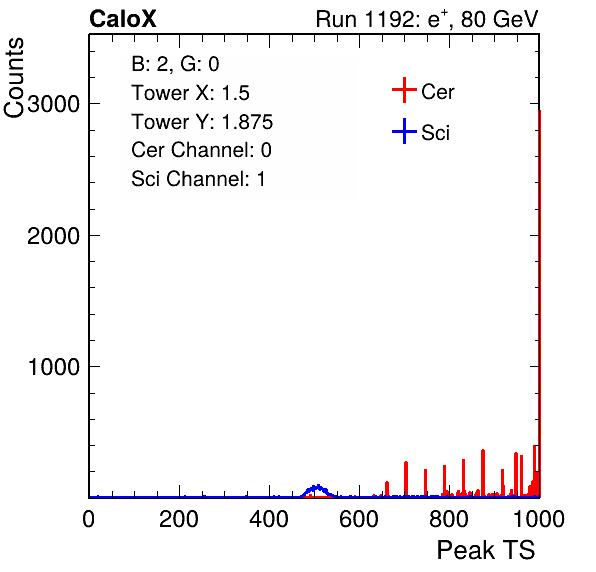 CaloX Run 1192: e⁺, 80 GeV
B: 2, G: 0
Tower X: 1.5
Tower Y: 1.875
Cer Channel: 0
Sci Channel: 1
Cer
Sci
Counts
3000
2000
1000
0 200 400 600 800 1000
Peak TS